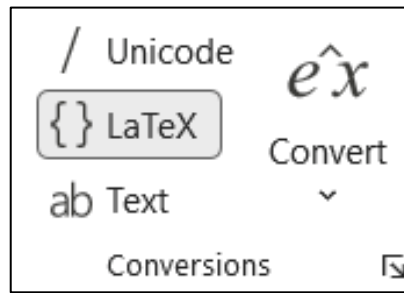 / Unicode
{} LaTeX
ab Text
e^x
Convert
Conversions